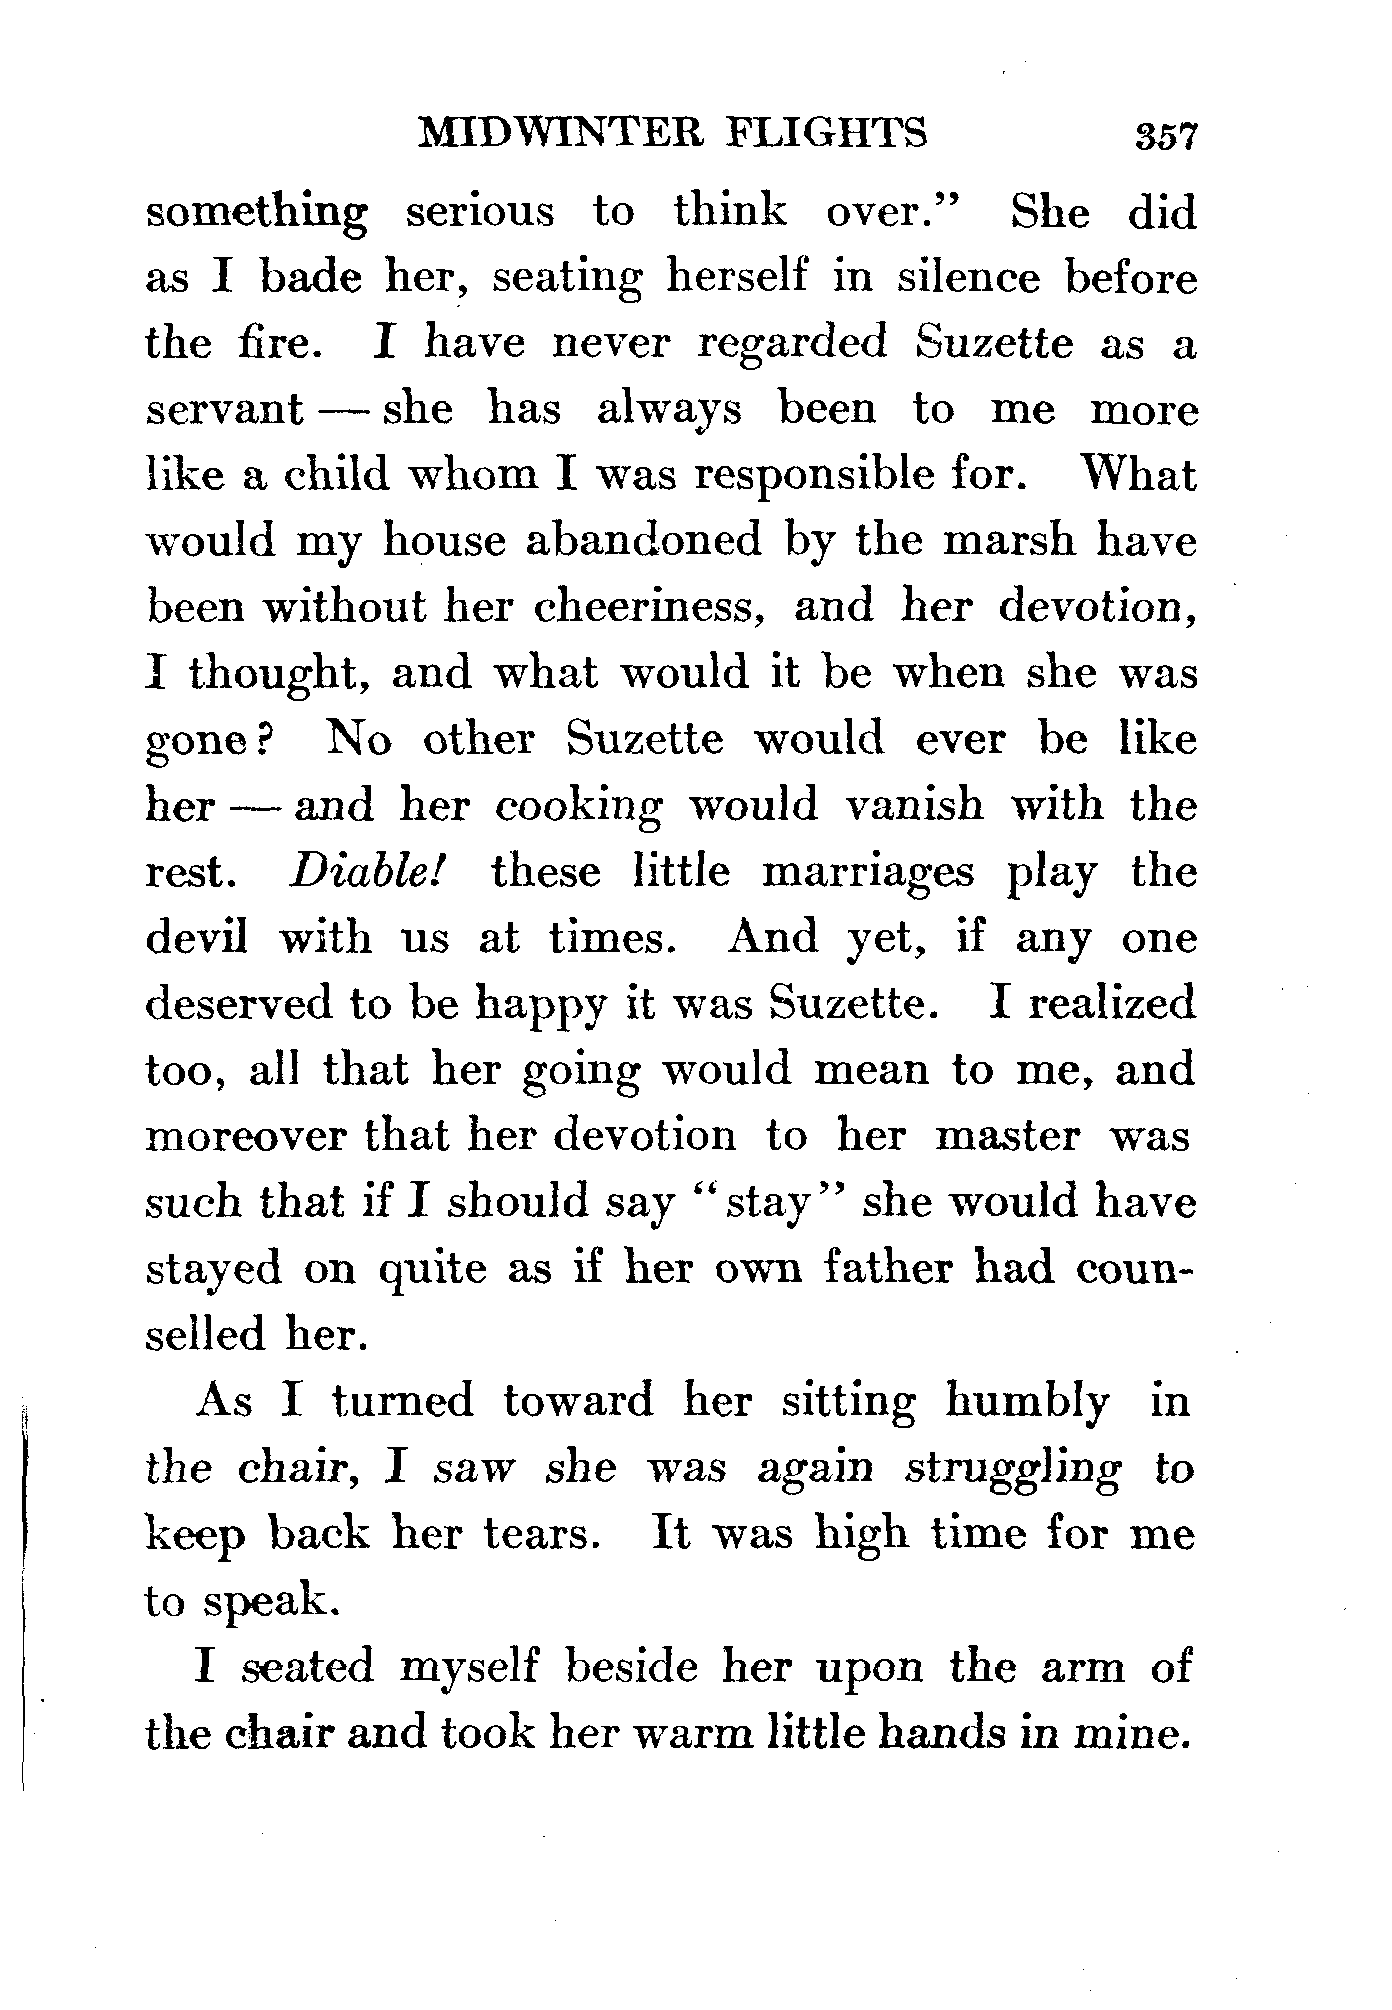 MIDWINTER FLIGHTS 357
something serious to think over.” She did
as I bade her, seating herself in silence before
the fire. I have never regarded Suzette as a
servant — she has always been to me more
like a child whom I was responsible for. What
would my house abandoned by the marsh have
been without her cheeriness, and her devotion,
I thought, and what would it be when she was
gone? No other Suzette would ever be like
her — and her cooking would vanish with the
rest. Diable! these little marriages play the
devil with us at times. And yet, if any one
deserved to be happy it was Suzette. I realized
too, all that her going would mean to me, and
moreover that her devotion to her master was
such that if I should say “stay” she would have
stayed on quite as if her own father had coun-
selled her.
As I turned toward her sitting humbly in
the chair, I saw she was again struggling to
keep back her tears. It was high time for me
to speak.
I seated myself beside her upon the arm of
the chair and took her warm little hands in mine.